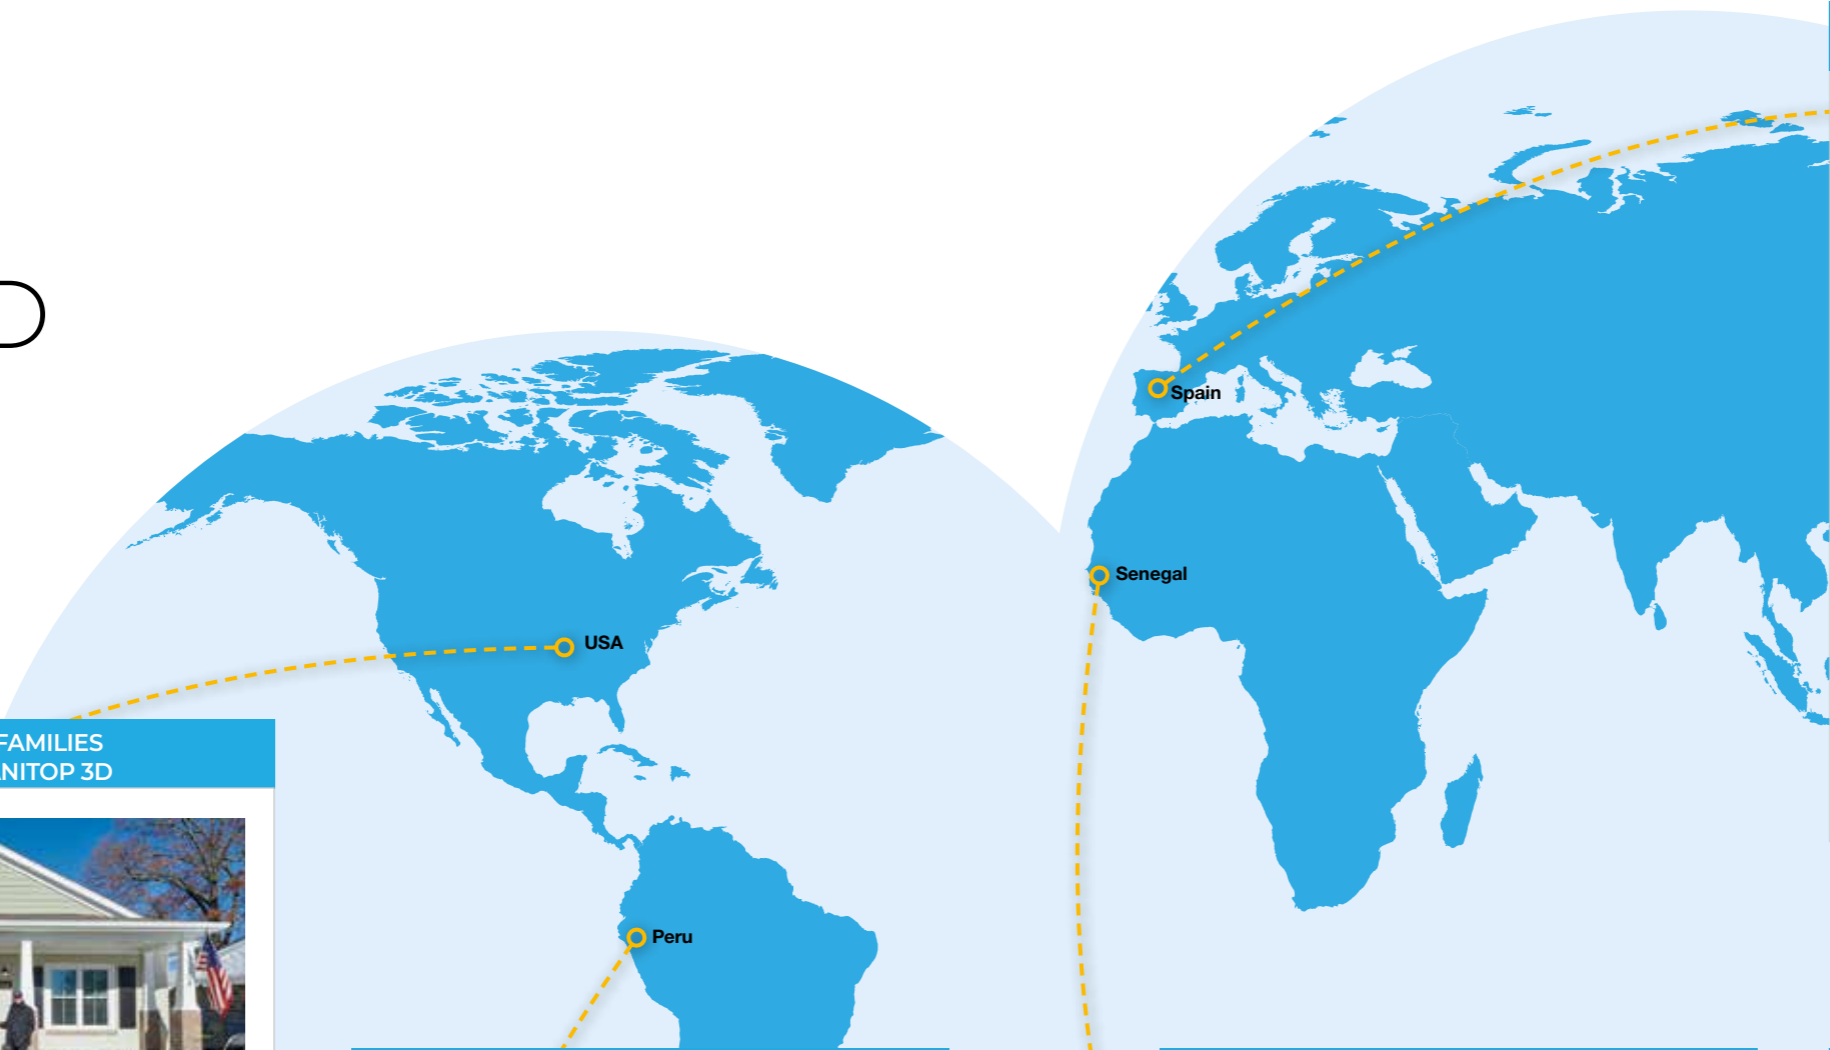 Spain
Senegal
USA
FAMILIES
NITOP 3D
Peru